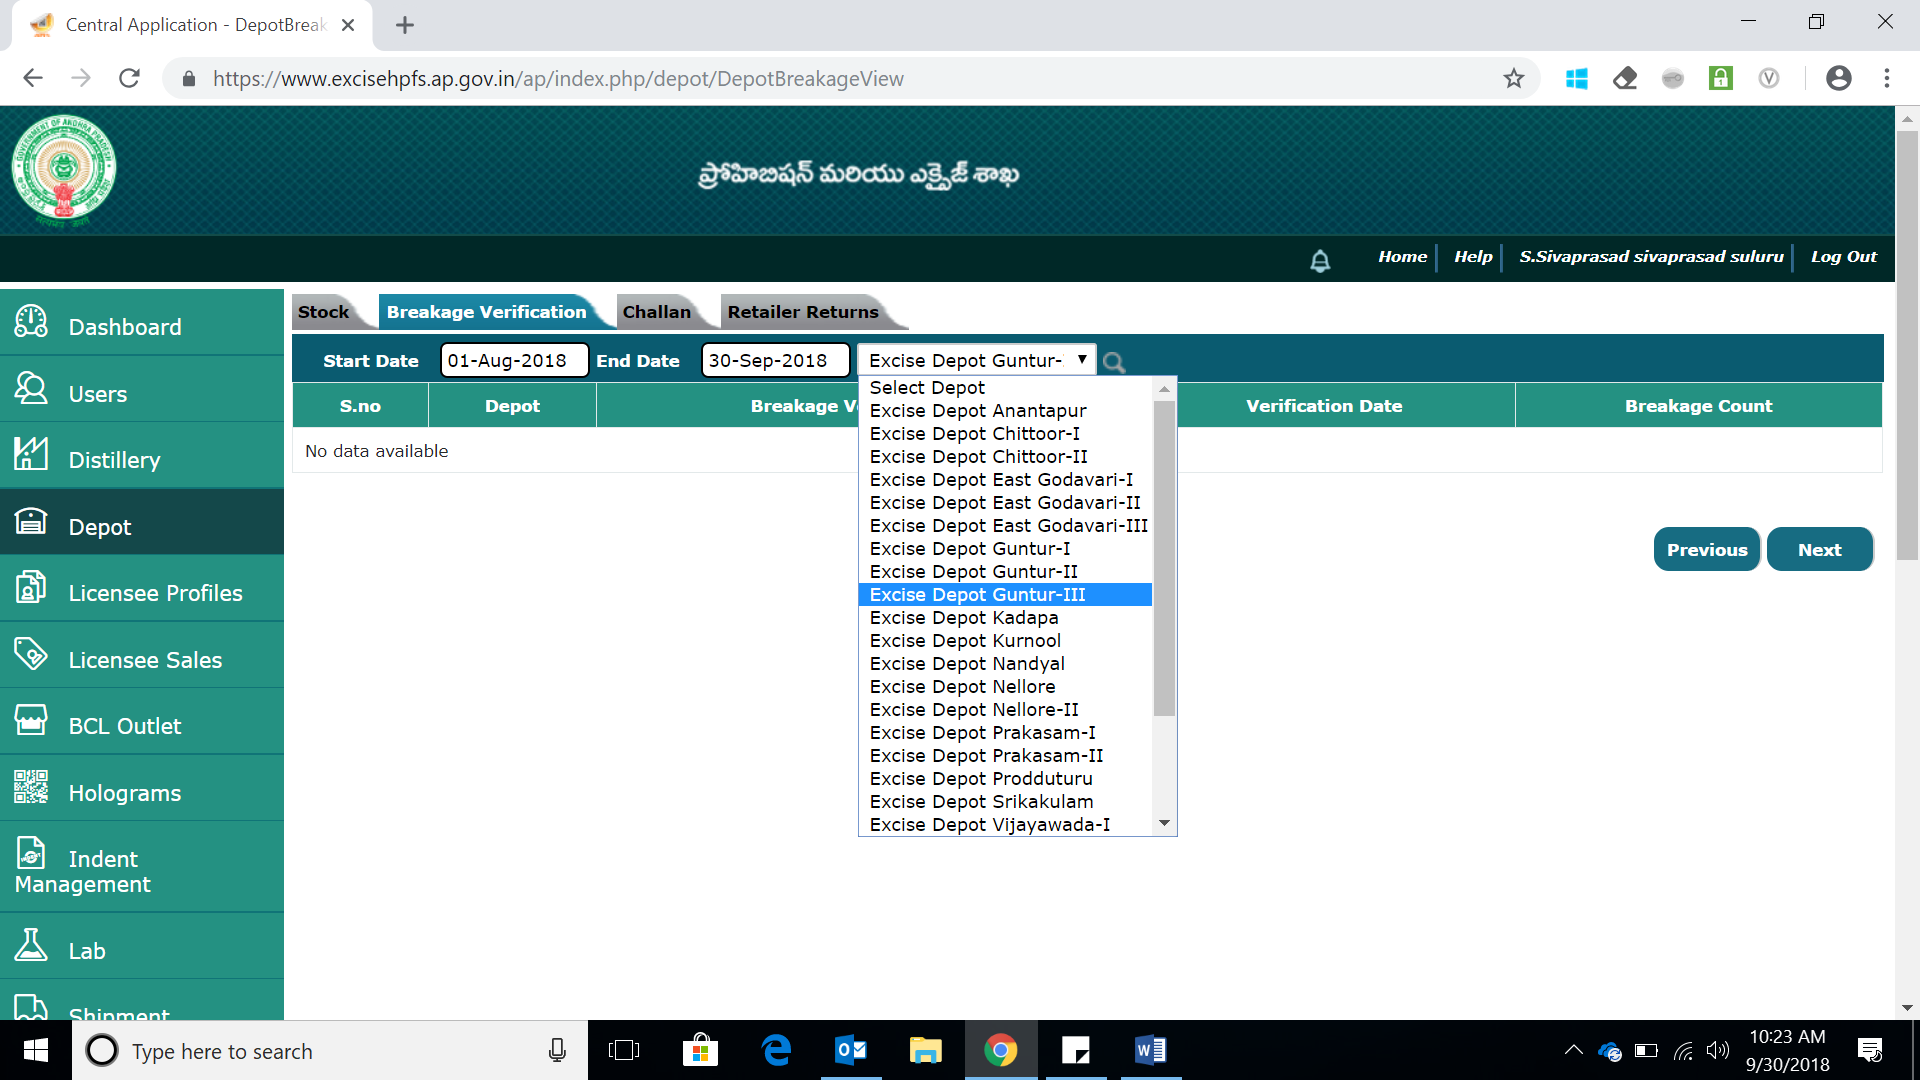 Central Application - DepotBreak
https://www.excisehpfs.ap.gov.in/ap/index.php/depot/DepotBreakageView
ప్రోహిబిషన్ మరియు ఎక్సైజ్ శాఖ
Home
Help
S.Sivaprasad sivaprasad suluru
Log Out
Dashboard
Users
Distillery
Depot
Licensee Profiles
Licensee Sales
BCL Outlet
Holograms
Indent
Management
Lab
Shipment
Stock
Breakage Verification
Challan
Retailer Returns
Start Date
01-Aug-2018
End Date
30-Sep-2018
Excise Depot Guntur-
S.no
Depot
Breakage V
Verification Date
Breakage Count
No data available
Select Depot
Excise Depot Anantapur
Excise Depot Chittoor-I
Excise Depot Chittoor-II
Excise Depot East Godavari-I
Excise Depot East Godavari-II
Excise Depot East Godavari-III
Excise Depot Guntur-I
Excise Depot Guntur-II
Excise Depot Guntur-III
Excise Depot Kadapa
Excise Depot Kurnool
Excise Depot Nandyal
Excise Depot Nellore
Excise Depot Nellore-II
Excise Depot Prakasam-I
Excise Depot Prakasam-II
Excise Depot Prodduturu
Excise Depot Srikakulam
Excise Depot Vijayawada-I
Previous
Next
Type here to search
10:23 AM
9/30/2018